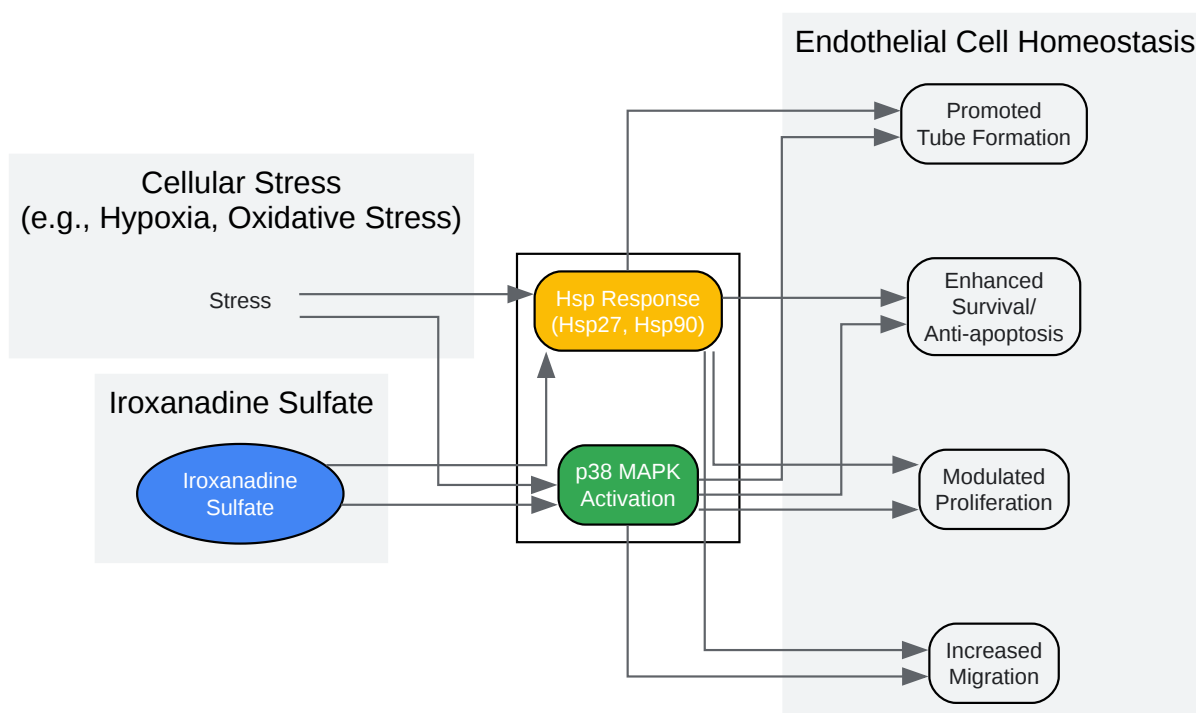 Endothelial Cell Homeostasis
Promoted
Tube Formation
Cellular Stress
(e.g., Hypoxia, Oxidative Stress)
Stress
Hsp Response
(Hsp27, Hsp90)
Enhanced
Survival/
Anti-apoptosis
Iroxanadine Sulfate
Iroxanadine
Sulfate
p38 MAPK
Activation
Modulated
Proliferation
Increased
Migration